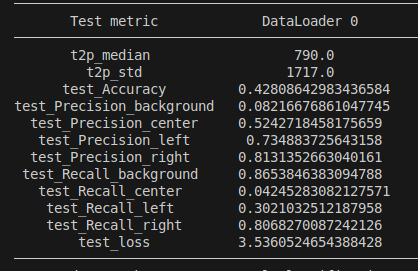 Test metric DataLoader 0
t2p_median 790.0
t2p_std 1717.0
test_Accuracy 0.42808642983436584
test_Precision_background 0.08216676861047745
test_Precision_center 0.5242718458175659
test_Precision_left 0.734883725643158
test_Precision_right 0.8131352663040161
test_Recall_background 0.8653846383094788
test_Recall_center 0.04245283082127571
test_Recall_left 0.3021032512187958
test_Recall_right 0.8068270087242126
test_loss 3.5360524654388428